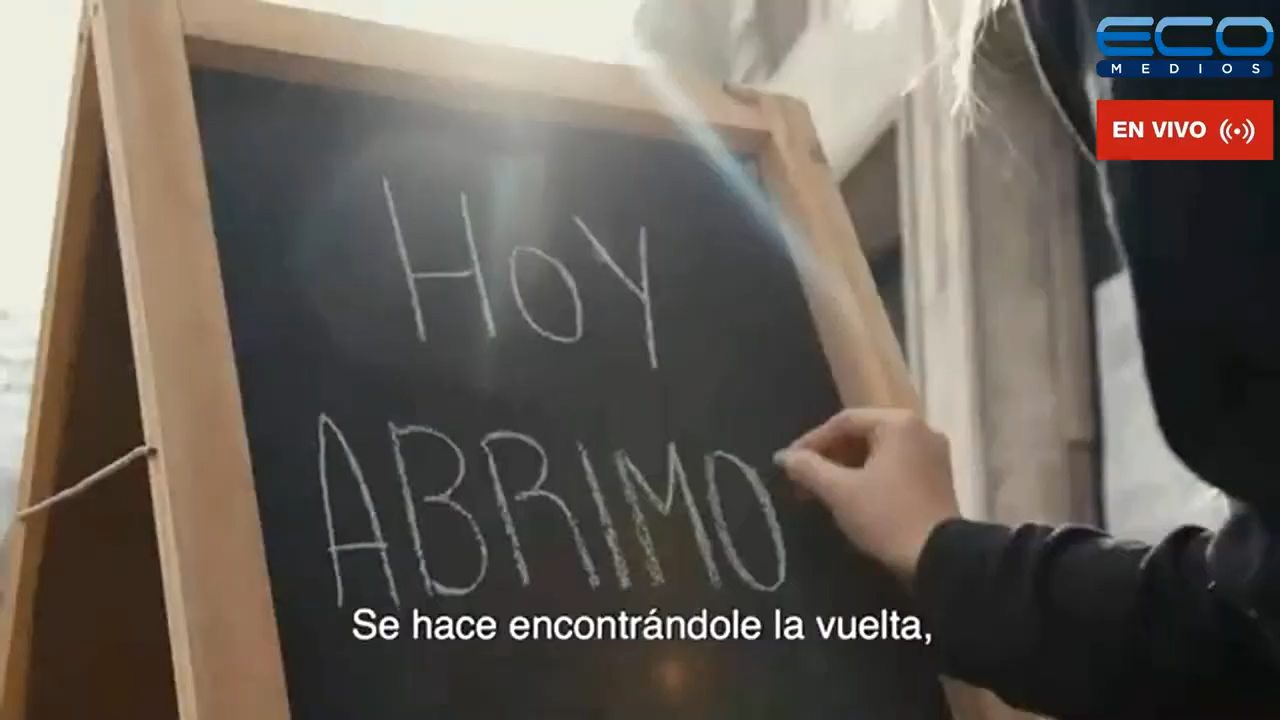 ECO
MEDIOS
EN VIVO
HOY
ABRIMO
Se hace encontrándole la vuelta,